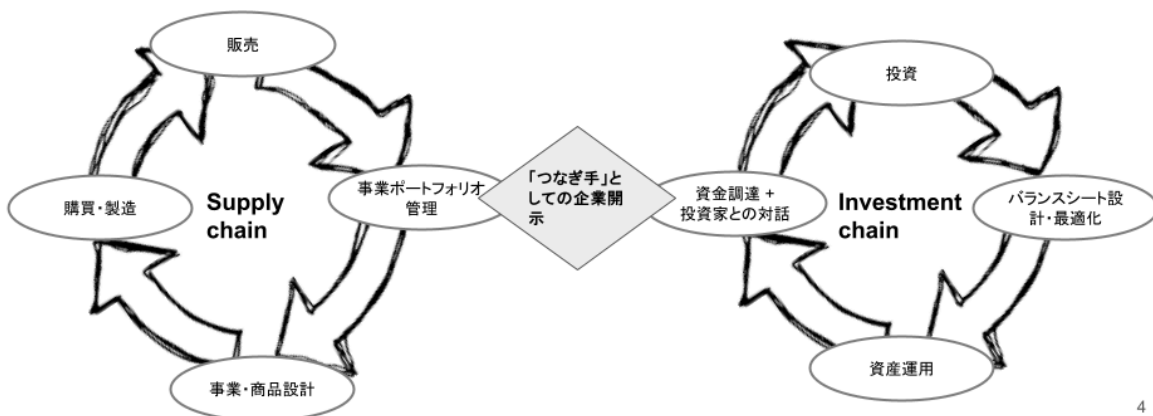 販売
購買・製造
Supply
chain
事業ポートフォリオ
管理
事業・商品設計
「つなぎ手」と
しての企業開
示
投資
資金調達 +
投資家との対話
Investment
chain
バランスシート設
計・最適化
資産運用
4